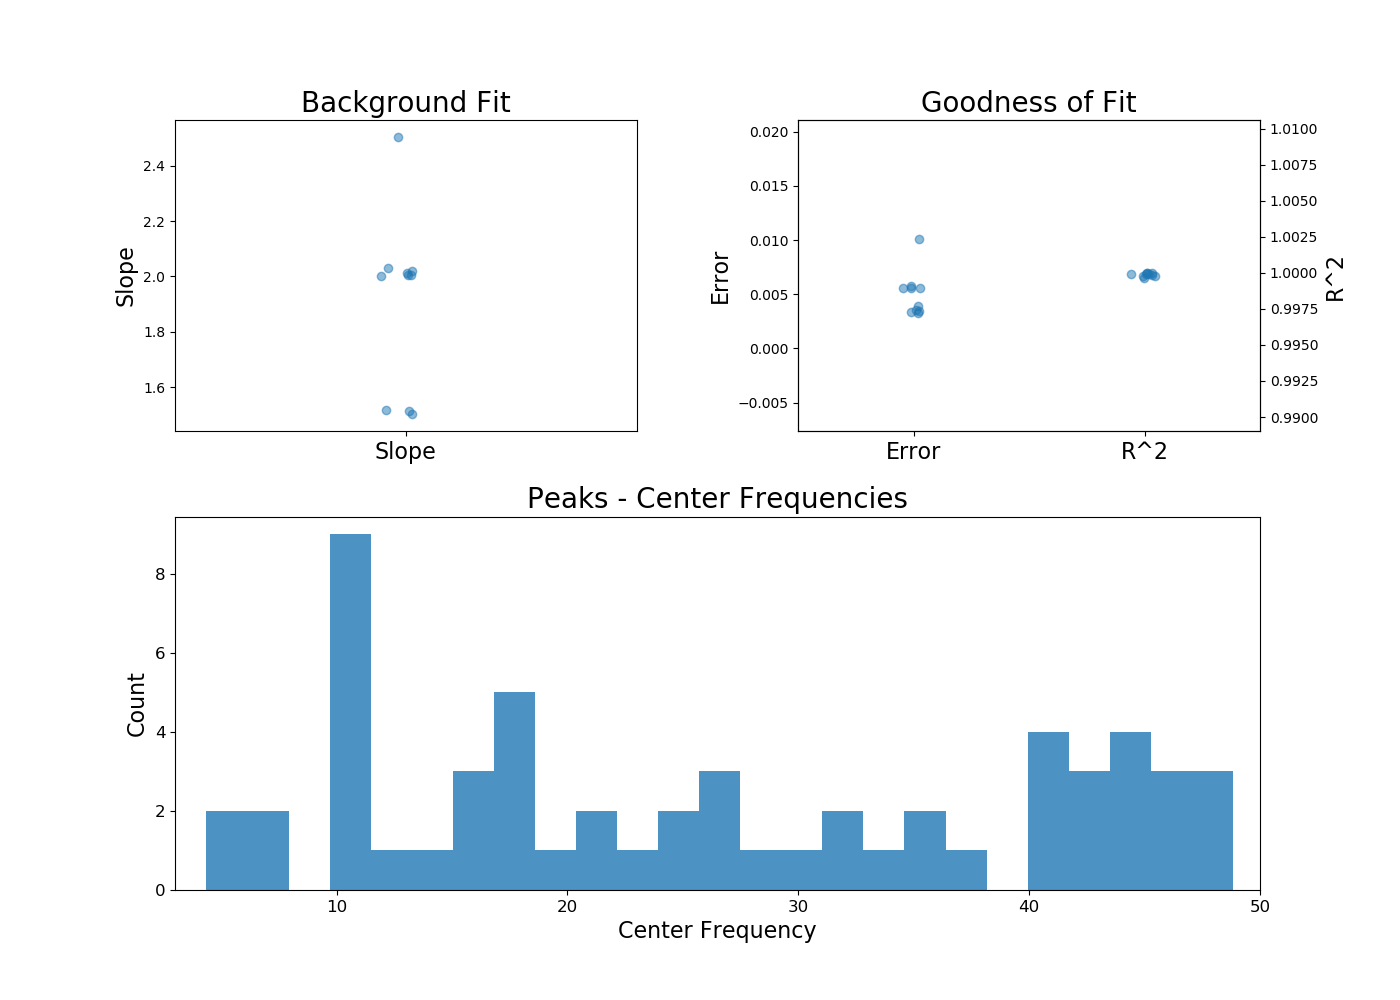 Background Fit
2.4
2.2
2.0
1.8
1.6
Slope
Slope
Goodness of Fit
0.020
0.015
0.010
0.005
0.000
−0.005
Error
Error
R^2
1.0100
1.0075
1.0050
1.0025
1.0000
0.9975
0.9950
0.9925
0.9900
R^2
Peaks - Center Frequencies
8
6
4
2
0
Count
10
20
30
40
50
Center Frequency